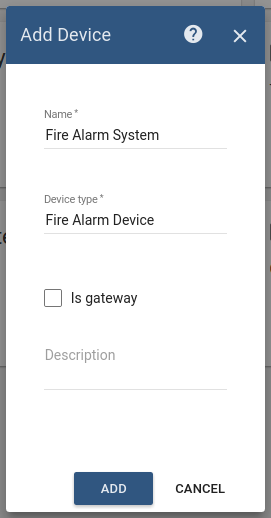 Add Device
Name *
Fire Alarm System
Device type *
Fire Alarm Device
Is gateway
Description
ADD CANCEL